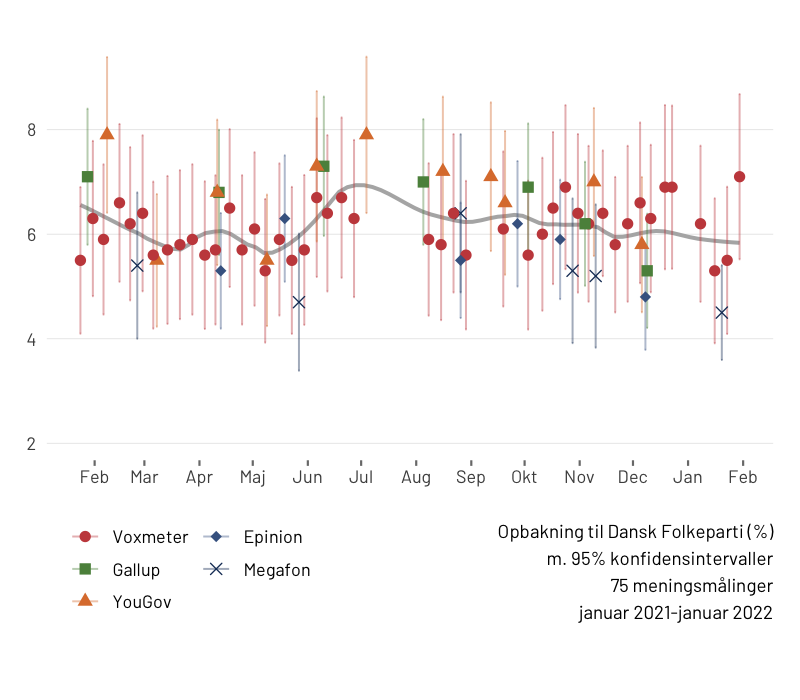 8
6
4
2
Feb Mar Apr Maj Jun Jul Aug Sep Okt Nov Dec Jan Feb
Voxmeter Epinion
Gallup Megafon
YouGov
Opbakning til Dansk Folkeparti (%)
m. 95% konfidensintervaller
75 meningsmålinger
januar 2021-januar 2022